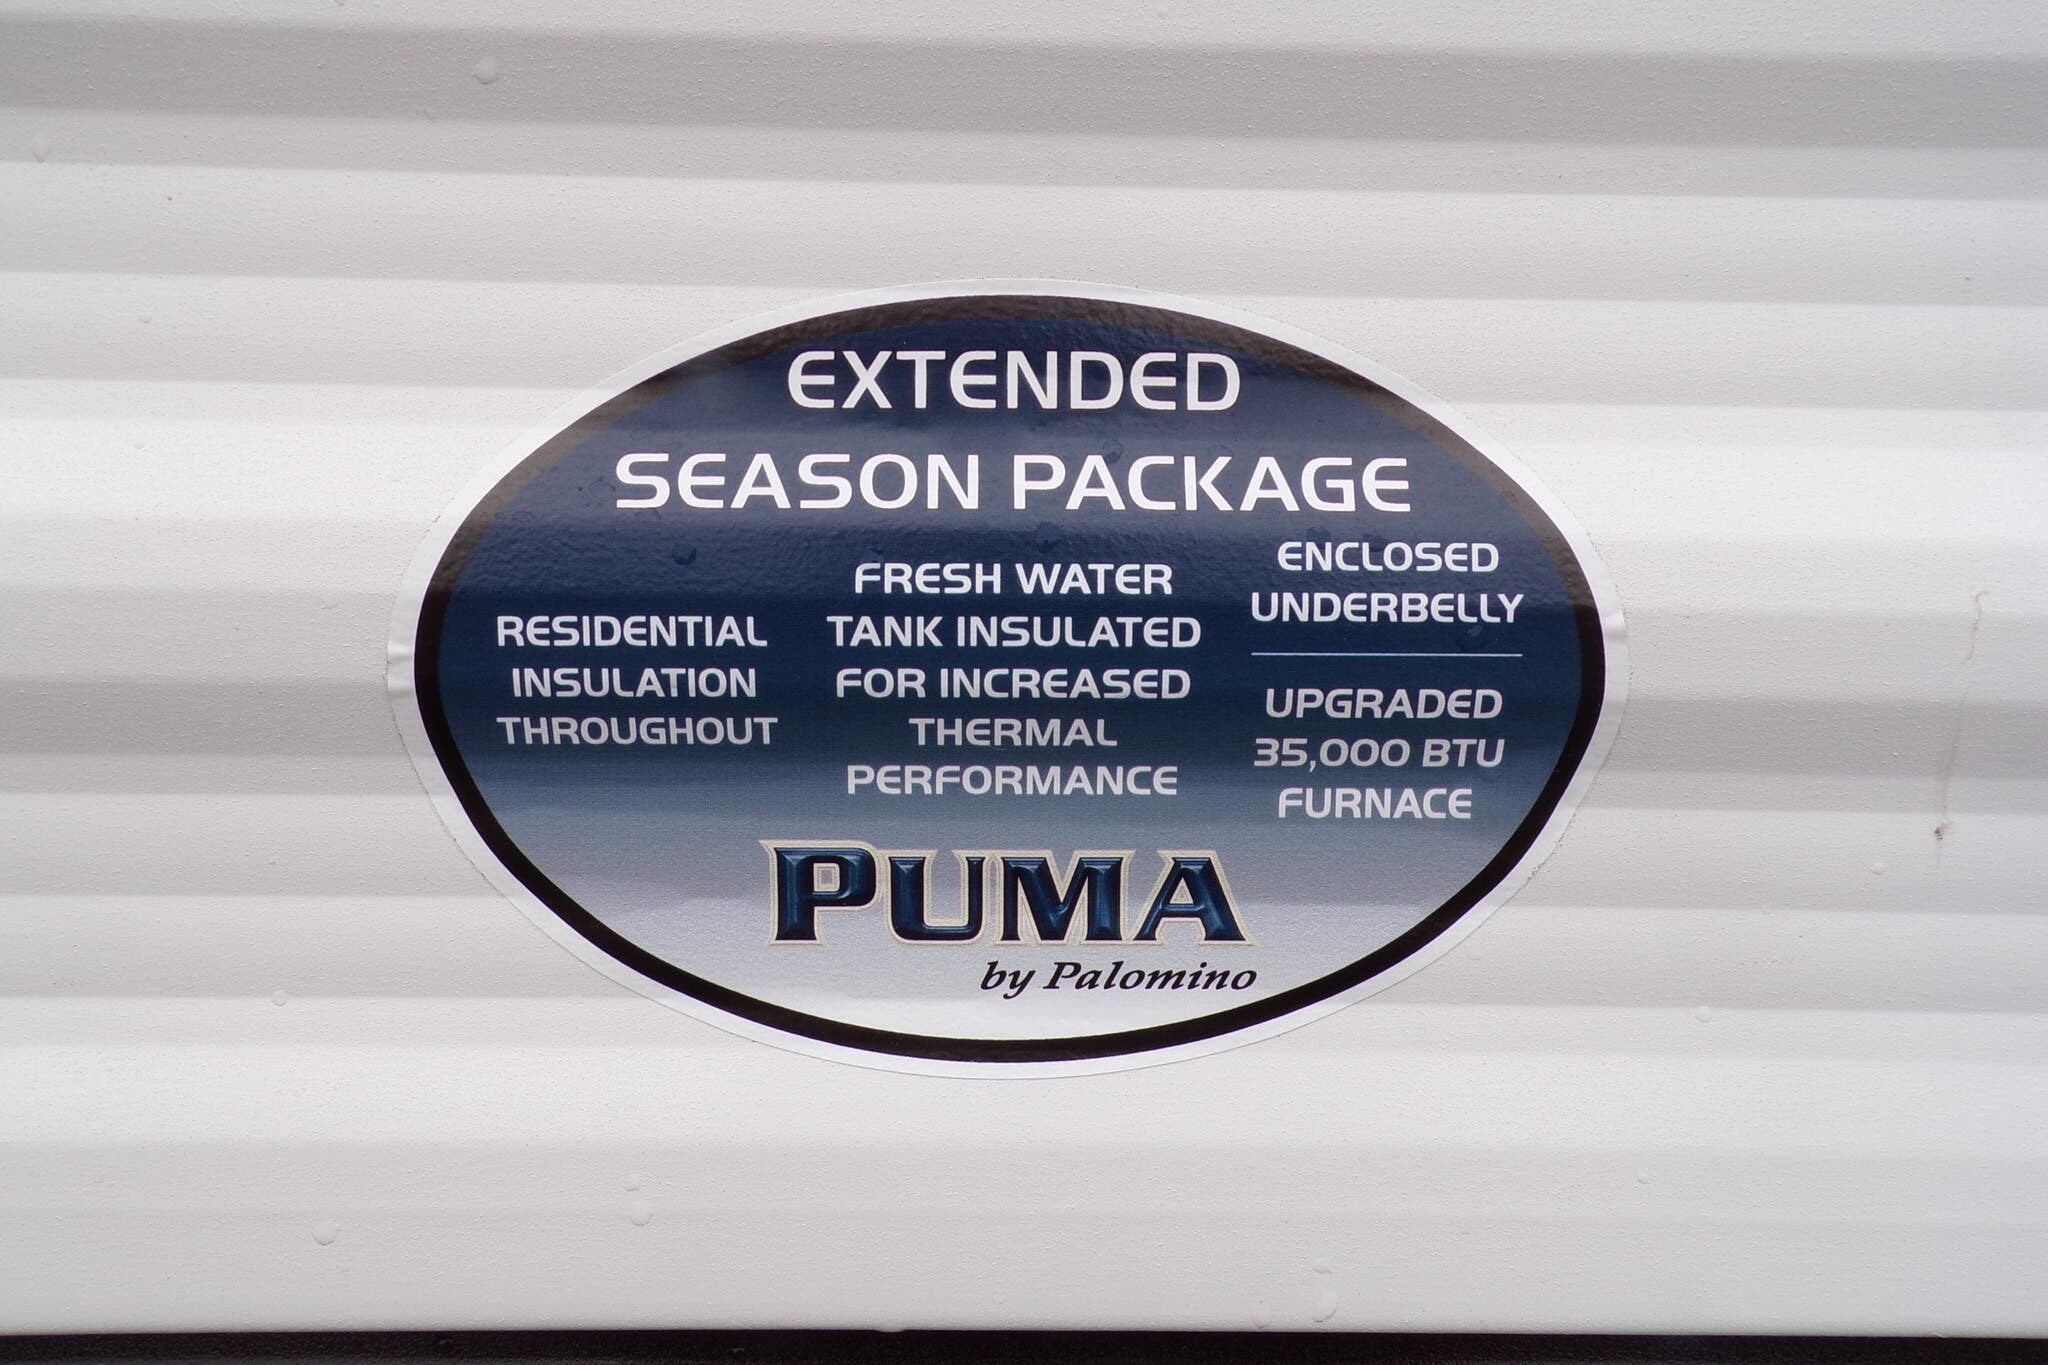 EXTENDED
SEASON PACKAGE
RESIDENTIAL
INSULATION
THROUGHOUT
FRESH WATER
TANK INSULATED
FOR INCREASED
THERMAL
PERFORMANCE
ENCLOSED
UNDERBELLY
UPGRADED
35,000 BTU
FURNACE
PUMA
by Palomino